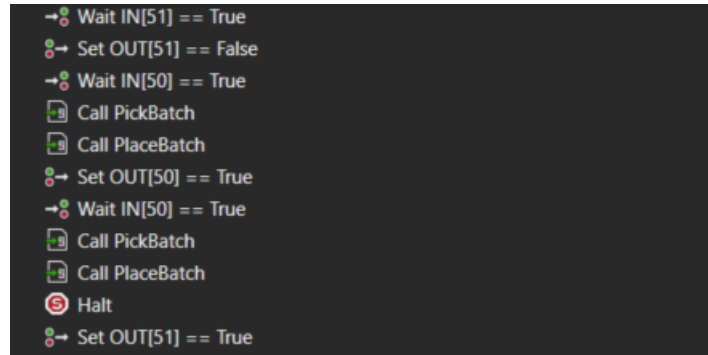 Wait IN[51] == True
Set OUT[51] == False
Wait IN[50] == True
Call PickBatch
Call PlaceBatch
Set OUT[50] == True
Wait IN[50] == True
Call PickBatch
Call PlaceBatch
Halt
Set OUT[51] == True